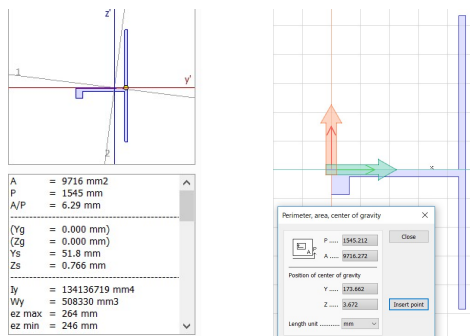 z'
1
y'
2
A = 9716 mm2
P = 1545 mm
A/P = 6.29 mm
(Yg = 0.000 mm)
(Zg = 0.000 mm)
Ys = 51.8 mm
Zs = 0.766 mm
Iy = 134136719 mm4
Wy = 508330 mm3
ez max = 264 mm
ez min = 246 mm
Perimeter, area, center of gravity
P ..... 1545.212
A ..... 9716.272
Close
Position of center of gravity
Y ..... 173.662
Z ..... 3.672
Insert point
Length unit .......... mm